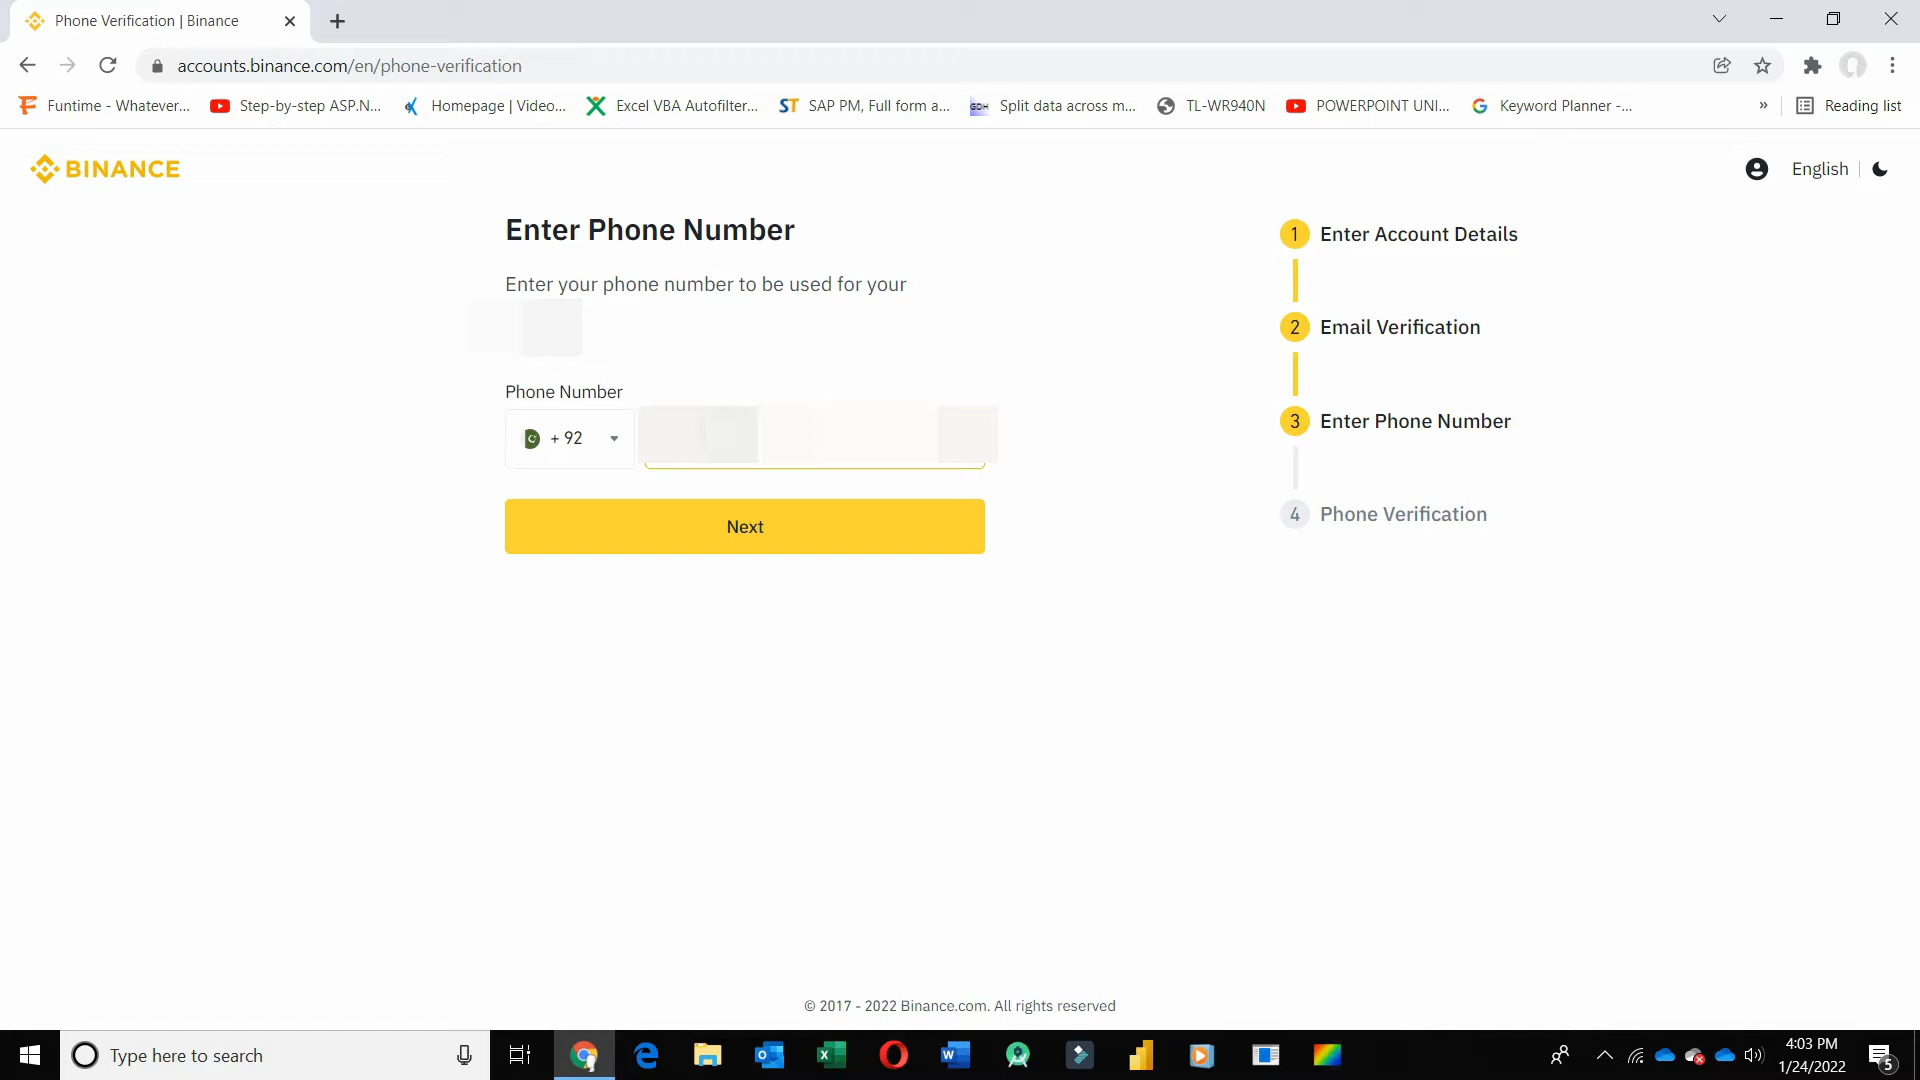 Phone Verification | Binance
accounts.binance.com/en/phone-verification
Funtime - Whatever... Step-by-step ASP.N... Homepage | Video... Excel VBA Autofilter... SAP PM, Full form a... GDH Split data across m... TL-WR940N POWERPOINT UNI... Keyword Planner -... » Reading list
BINANCE
English
Enter Phone Number
Enter your phone number to be used for your
Phone Number
+ 92
Next
1 Enter Account Details
2 Email Verification
3 Enter Phone Number
4 Phone Verification
© 2017 - 2022 Binance.com. All rights reserved
Type here to search
4:03 PM
1/24/2022
5